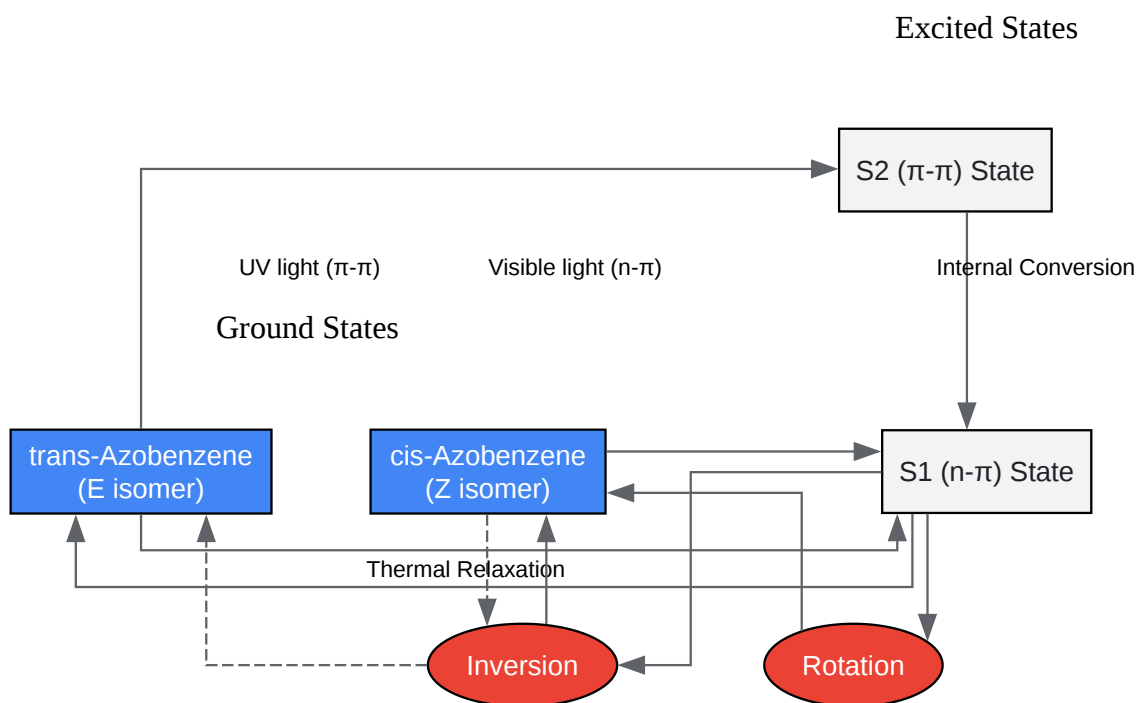 Excited States
S2 (π-π) State
UV light (π-π)
Visible light (n-π)
Internal Conversion
Ground States
trans-Azobenzene
(E isomer)
cis-Azobenzene
(Z isomer)
S1 (n-π) State
Thermal Relaxation
Inversion
Rotation